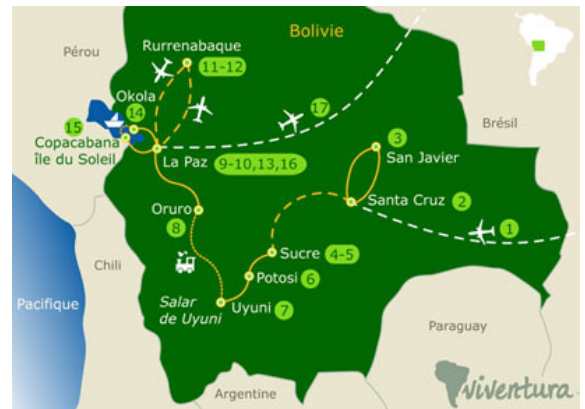 Pérou
Rurrenabaque
Bolivie
11-12
Okola
14
17
15
Copacabana
île du Soleil
3
Brésil
San Javier
La Paz
9-10,13,16
Santa Cruz
2
1
Oruro
8
Sucre
4-5
Chili
Potosi
6
Pacifique
Salar
de Uyuni
Uyuni
7
Paraguay
Argentine
viventura